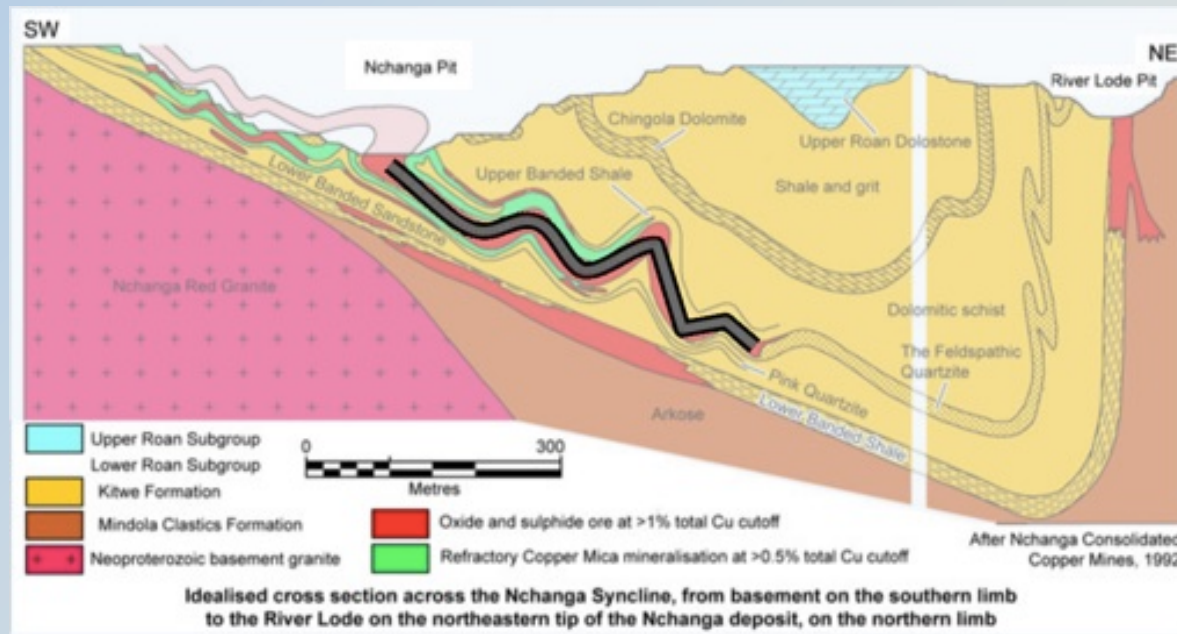 SW
NE
Nchanga Pit
River Lode Pit
Chingola Dolomite
Upper Roan Dolostone
Upper Banded Shale
Shale and grit
Lower Banded Sandstone
Nchanga Red Granite
Dolomitic schist
The Feldspathic
Quartzite
Pink Quartzite
Arkose
Lower Banded Shale
Upper Roan Subgroup
Lower Roan Subgroup
Kitwe Formation
Mindola Clastics Formation
Neoproterozoic basement granite
0
300
Metres
Oxide and sulphide ore at >1% total Cu cutoff
Refractory Copper Mica mineralisation at >0.5% total Cu cutoff
After Nchanga Consolidated
Copper Mines, 1992
Idealised cross section across the Nchanga Syncline, from basement on the southern limb
to the River Lode on the northeastern tip of the Nchanga deposit, on the northern limb